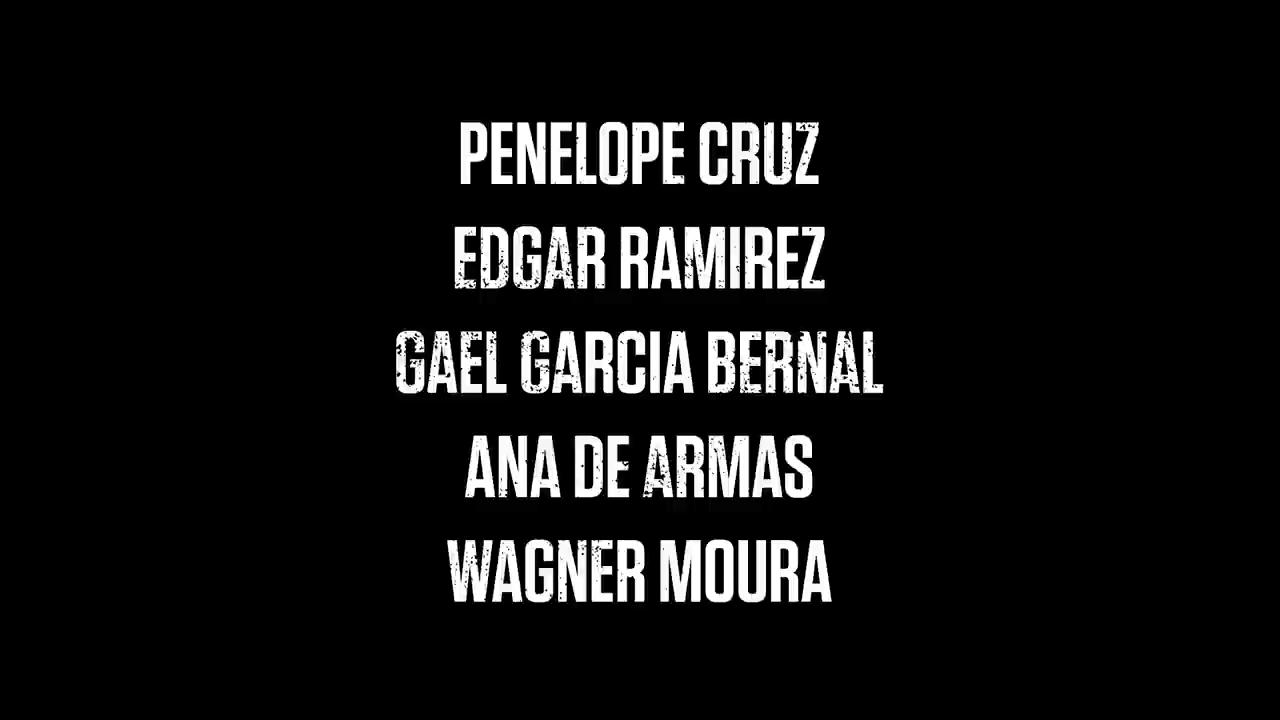 PENELOPE CRUZ
EDGAR RAMIREZ
GAEL GARCIA BERNAL
ANA DE ARMAS
WAGNER MOURA